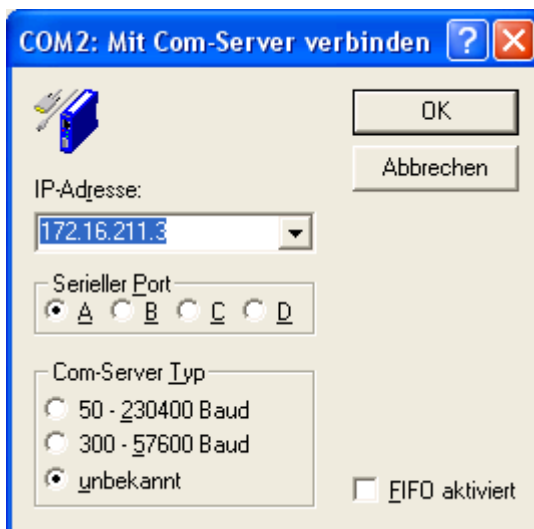 COM2: Mit Com-Server verbinden
OK
Abbrechen
IP-Adresse:
172.16.211.3
Serieller Port
A B C D
Com-Server Typ
50 - 230400 Baud
300 - 57600 Baud
unbekannt
FIFO aktiviert